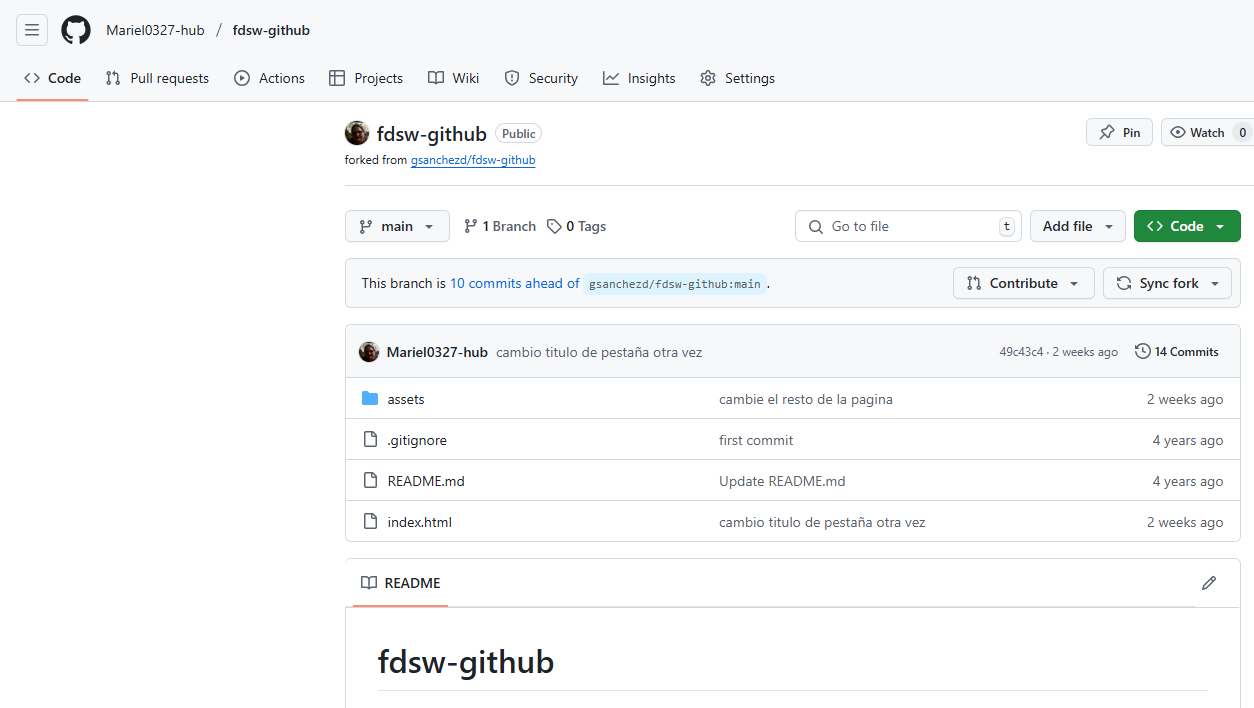 Mariel0327-hub / fdsw-github
Code Pull requests Actions Projects Wiki Security Insights Settings
fdsw-github Public Pin Watch 0
forked from gsanchezd/fdsw-github
main 1 Branch 0 Tags Go to file t Add file Code
This branch is 10 commits ahead of gsanchezd/fdsw-github:main. Contribute Sync fork
Mariel0327-hub cambio titulo de pestaña otra vez 49c43c4 · 2 weeks ago 14 Commits
assets cambie el resto de la pagina 2 weeks ago
.gitignore first commit 4 years ago
README.md Update README.md 4 years ago
index.html cambio titulo de pestaña otra vez 2 weeks ago
README
fdsw-github